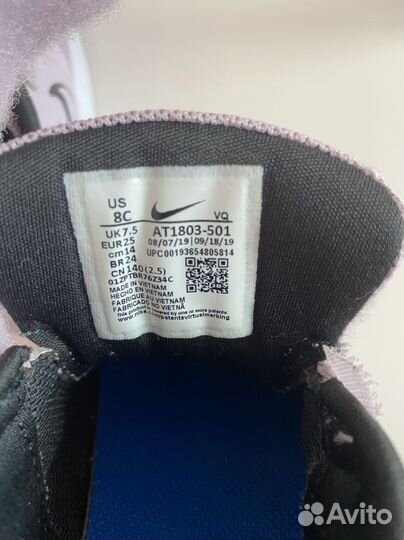 US
8C
VQ
UK7.5
AT1803-501
EUR25
08/07/19 | 09/18/19
cm14
UPC00193654805814
BR24
CN140(2.5)
01ZPTBR76Z34C
MADE IN VIETNAM
HECHO EN VIETNAM
FABRIQUÉ AU VIETNAM
FABRICADO NO VIETNÃ
Avito